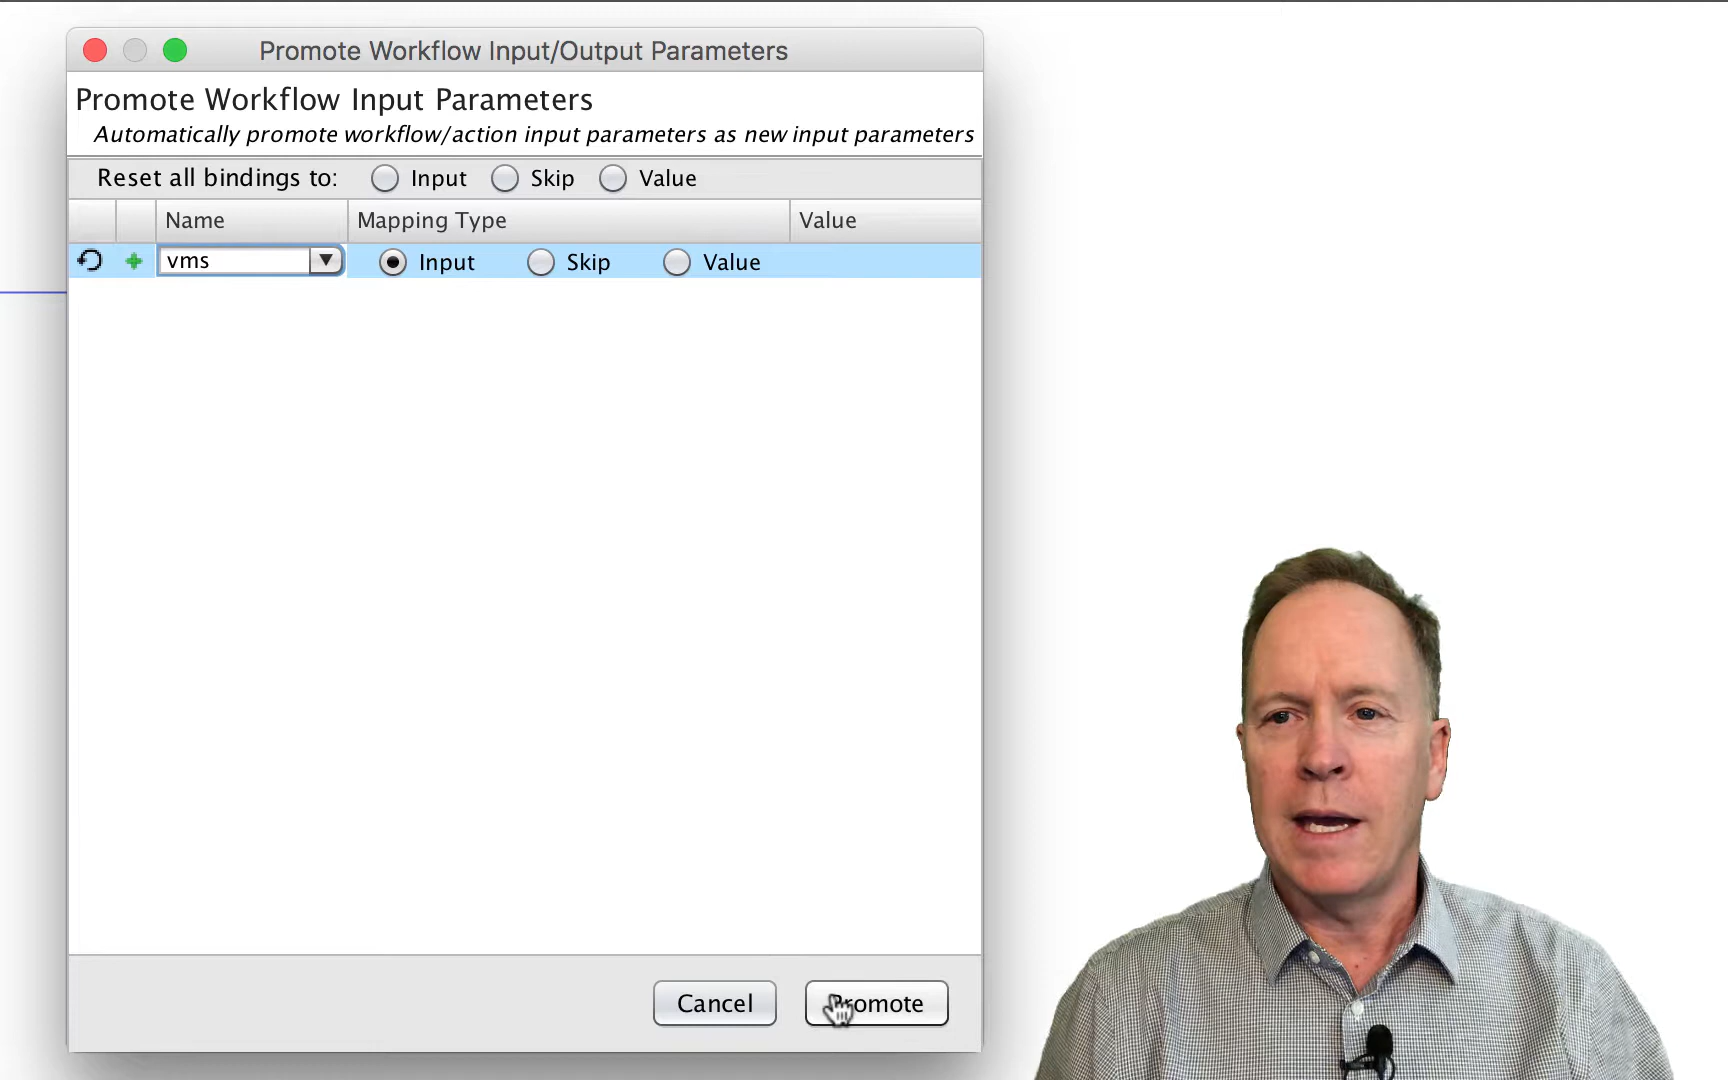 Promote Workflow Input/Output Parameters
Promote Workflow Input Parameters
Automatically promote workflow/action input parameters as new input parameters
Reset all bindings to: Input Skip Value
Name Mapping Type Value
vms Input Skip Value
Cancel Promote